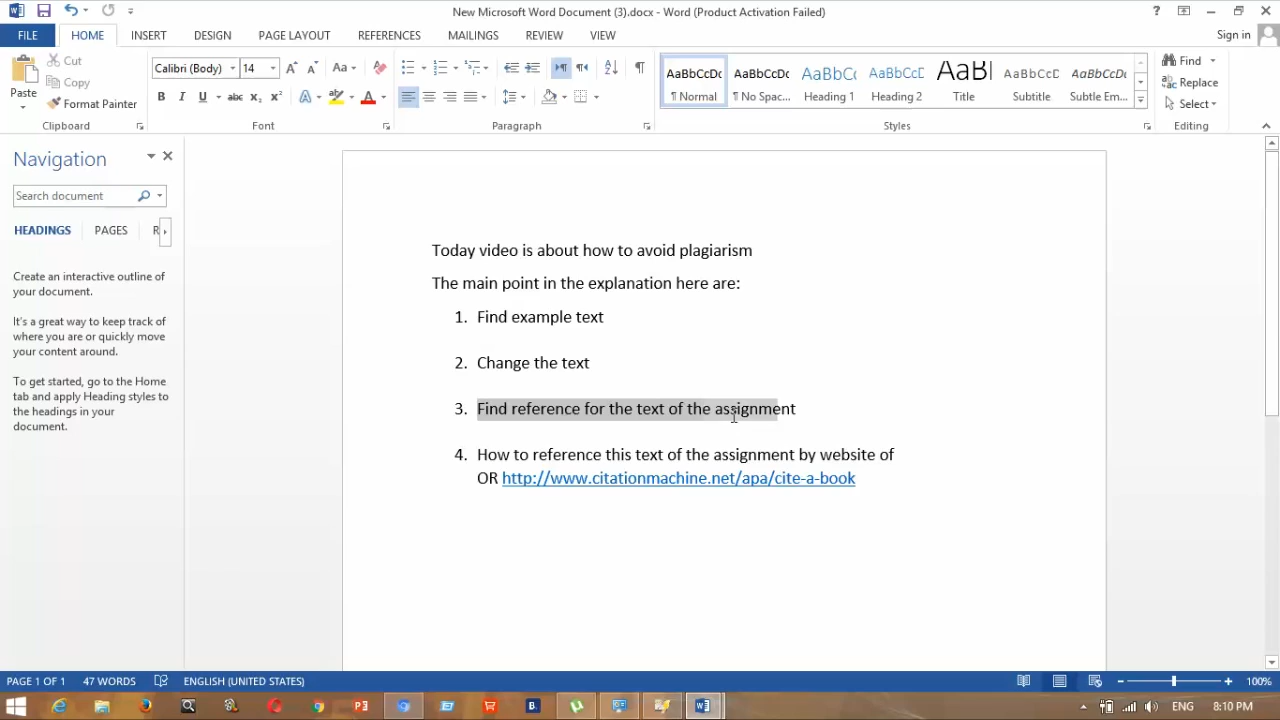 New Microsoft Word Document (3).docx - Word (Product Activation Failed)
FILE HOME INSERT DESIGN PAGE LAYOUT REFERENCES MAILINGS REVIEW VIEW Sign in
Paste Cut Copy Format Painter
Calibri (Body) 14
AaBbCcDc AaBbCcDc AaBbCc AaBbCcC AaBl AaBbCcC AaBbCcDc
¶ Normal ¶ No Spac... Heading 1 Heading 2 Title Subtitle Subtle Em...
Find
Replace
Select
Clipboard Font Paragraph Styles Editing
Navigation
Search document
HEADINGS PAGES R
Create an interactive outline of
your document.
It's a great way to keep track of
where you are or quickly move
your content around.
To get started, go to the Home
tab and apply Heading styles to
the headings in your
document.
Today video is about how to avoid plagiarism
The main point in the explanation here are:
1. Find example text
2. Change the text
3. Find reference for the text of the assignment
4. How to reference this text of the assignment by website of
OR http://www.citationmachine.net/apa/cite-a-book
PAGE 1 OF 1 47 WORDS ENGLISH (UNITED STATES) 100%
ENG 8:10 PM